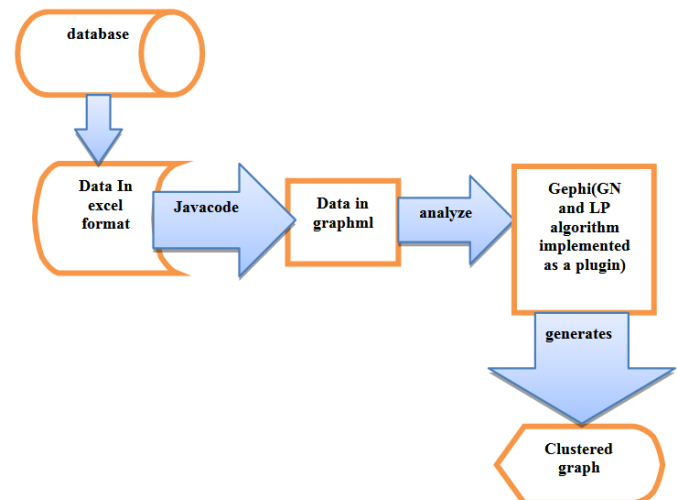 database
Data In
excel
format
Javacode
Data in
graphml
analyze
Gephi(GN
and LP
algorithm
implemented
as a plugin)
generates
Clustered
graph